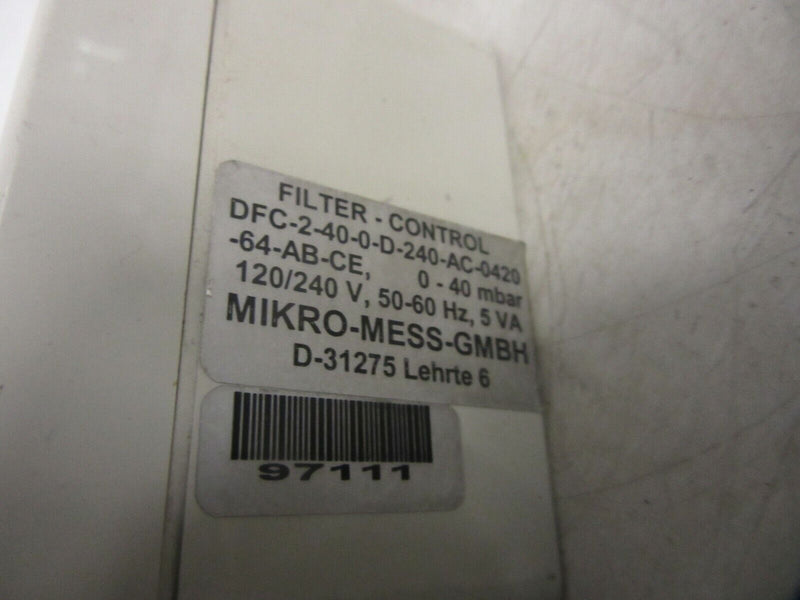 FILTER - CONTROL
DFC-2-40-0-D-240-AC-0420
-64-AB-CE, 0 - 40 mbar
120/240 V, 50-60 Hz, 5 VA
MIKRO-MESS-GMBH
D-31275 Lehrte 6
97111